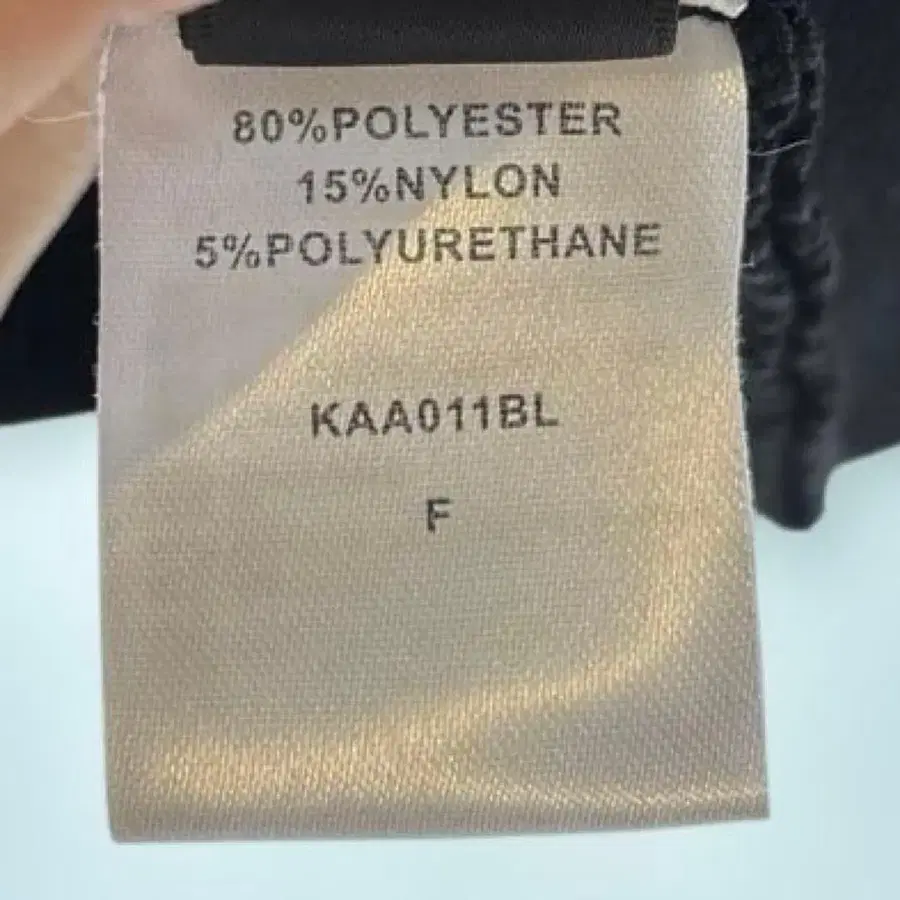 80%POLYESTER
15%NYLON
5%POLYURETHANE
KAA011BL
F